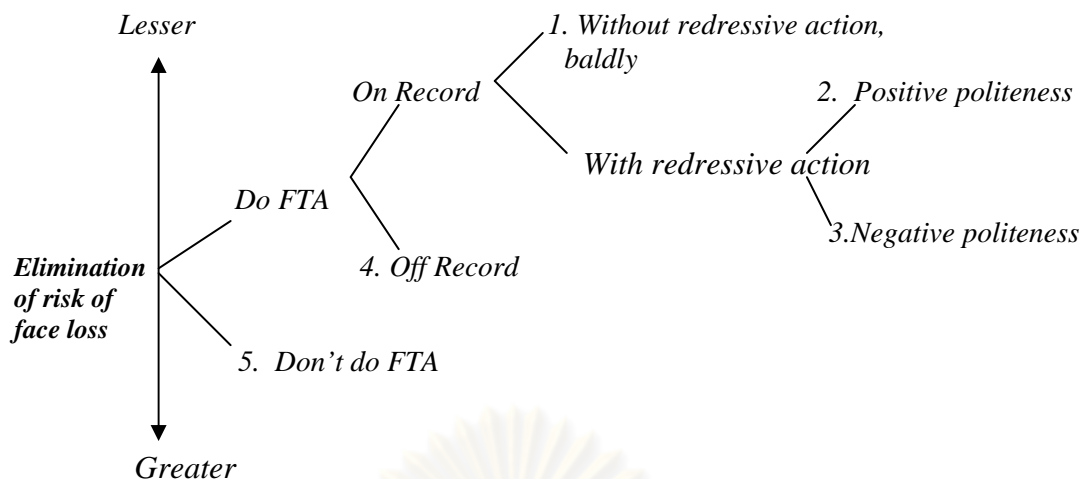 Lesser
1. Without redressive action,
baldly
On Record
2. Positive politeness
With redressive action
Do FTA
3.Negative politeness
4. Off Record
Elimination
of risk of
face loss
5. Don't do FTA
Greater